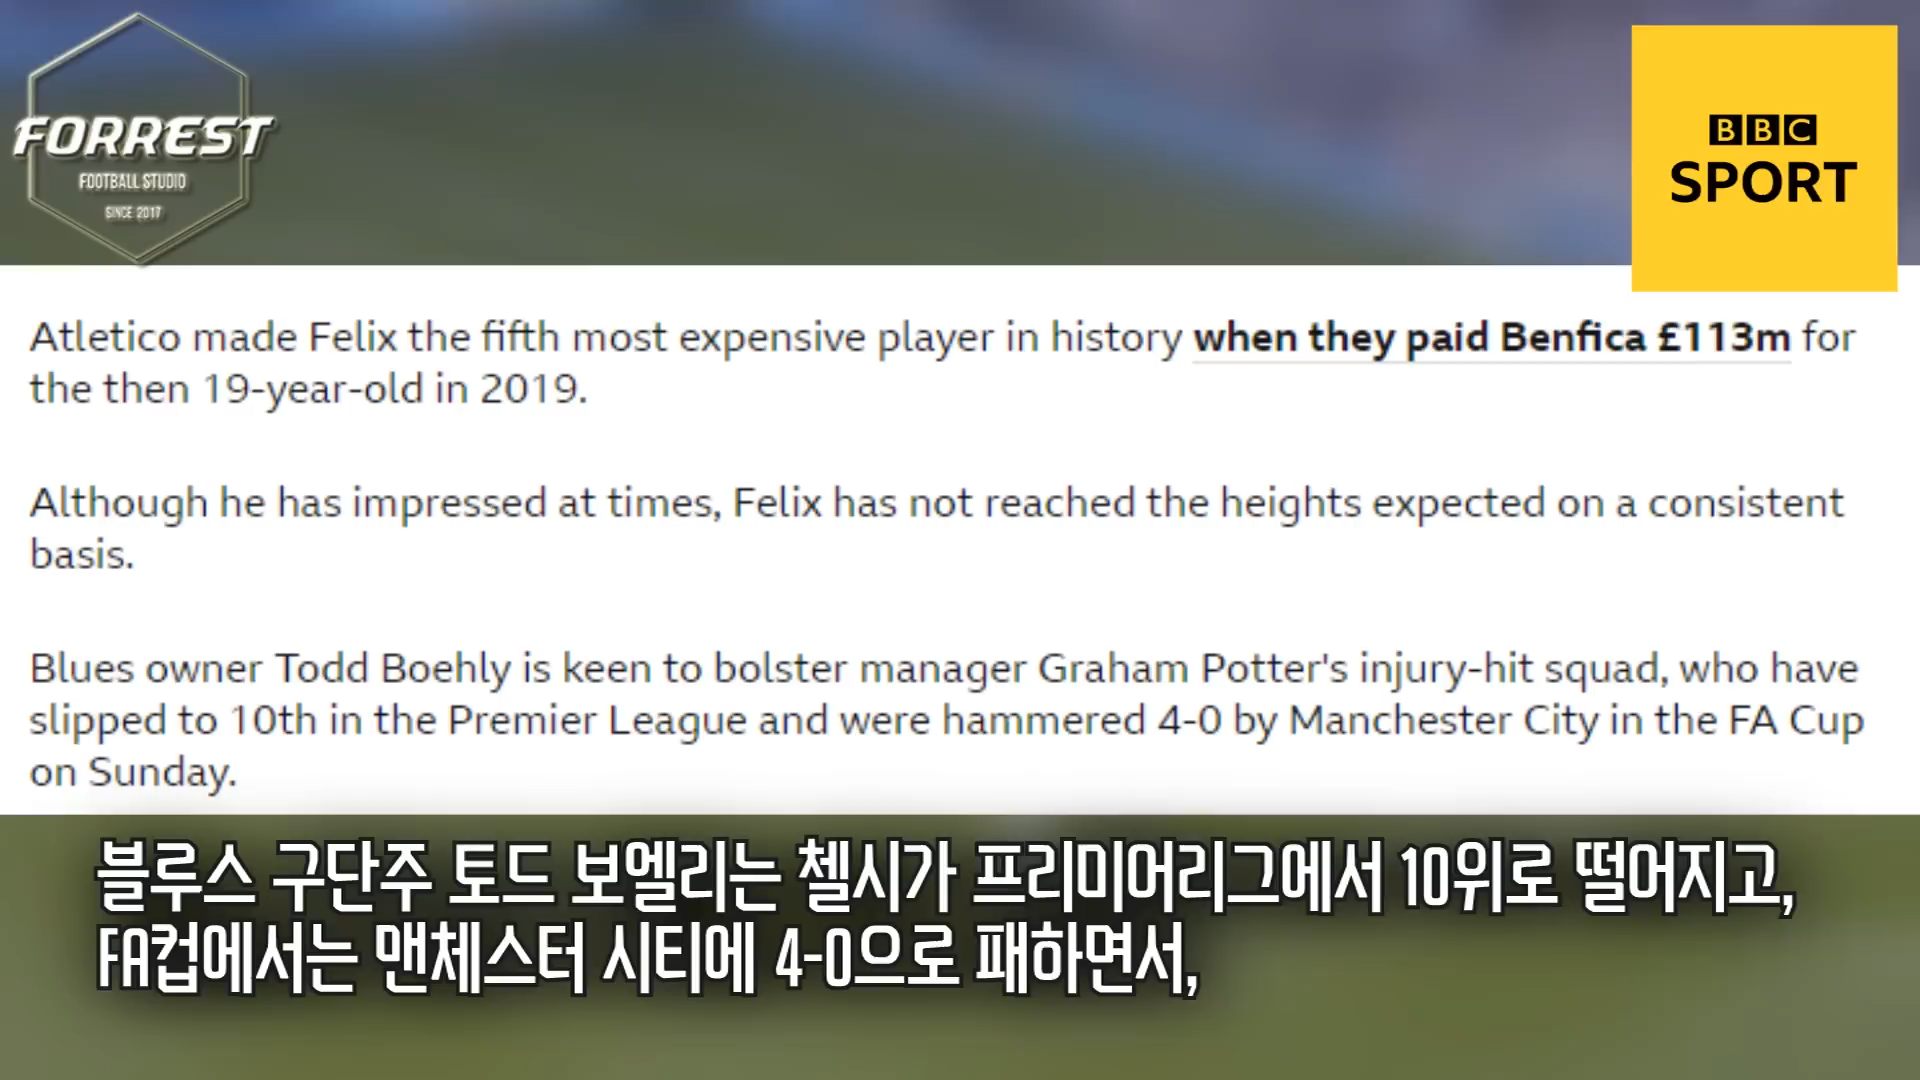 FORREST
FOOTBALL STUDIO
SINCE 2017
BBC
SPORT
Atletico made Felix the fifth most expensive player in history when they paid Benfica £113m for
the then 19-year-old in 2019.
Although he has impressed at times, Felix has not reached the heights expected on a consistent
basis.
Blues owner Todd Boehly is keen to bolster manager Graham Potter's injury-hit squad, who have
slipped to 10th in the Premier League and were hammered 4-0 by Manchester City in the FA Cup
on Sunday.
블루스 구단주 토드 보엘리는 첼시가 프리미어리그에서 10위로 떨어지고,
FA컵에서는 맨체스터 시티에 4-0으로 패하면서,